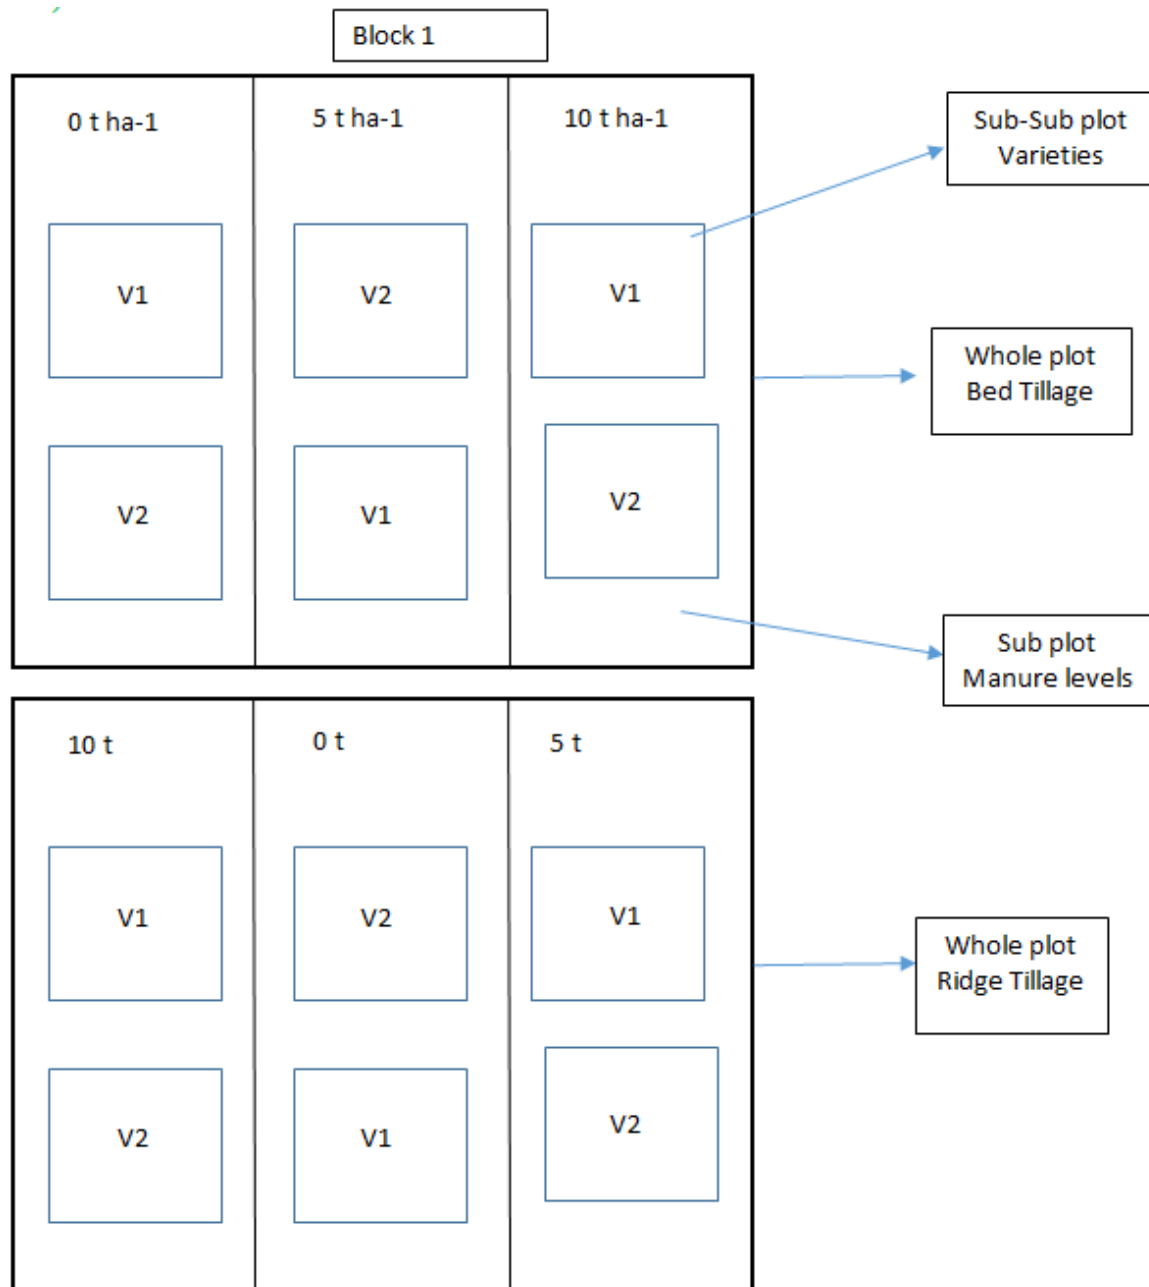 Block 1
0 t ha-1
5 t ha-1
10 t ha-1
Sub-Sub plot
Varieties
V1
V2
V1
Whole plot
Bed Tillage
V2
V1
V2
Sub plot
Manure levels
10 t
0 t
5 t
V1
V2
V1
Whole plot
Ridge Tillage
V2
V1
V2